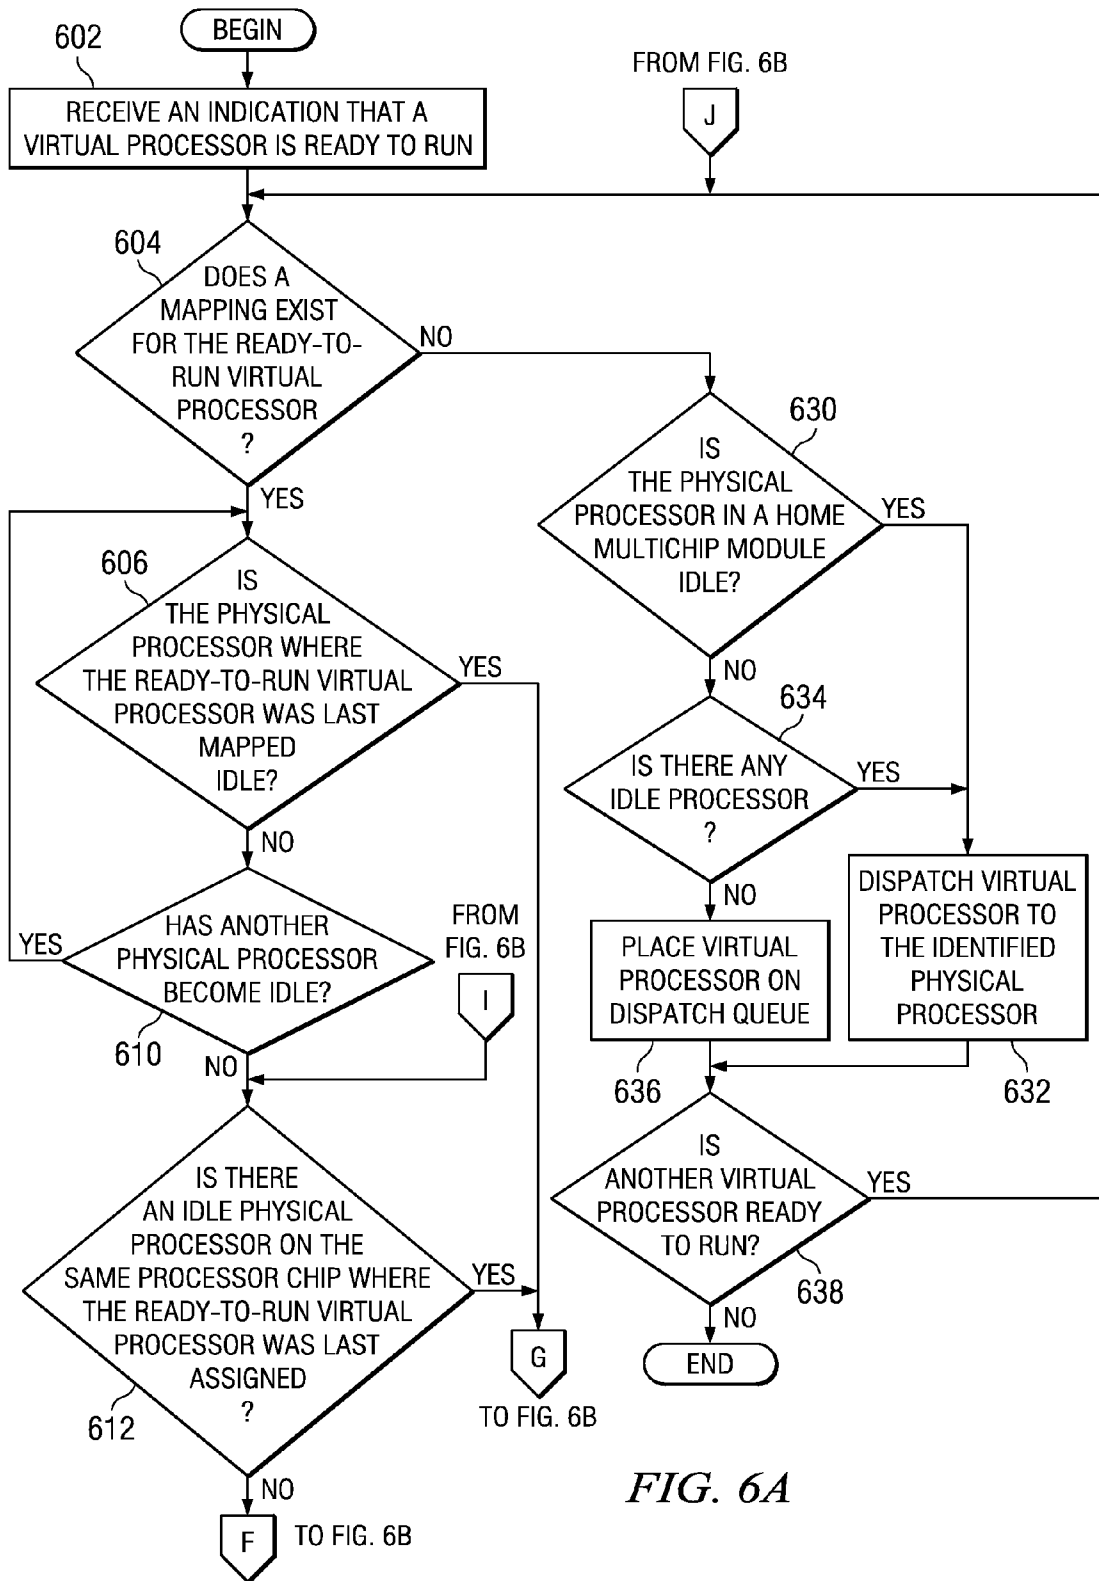 BEGIN
602
RECEIVE AN INDICATION THAT A
VIRTUAL PROCESSOR IS READY TO RUN
FROM FIG. 6B
J
604
DOES A
MAPPING EXIST
FOR THE READY-TO-
RUN VIRTUAL
PROCESSOR
?
NO
YES
630
IS
THE PHYSICAL
PROCESSOR IN A HOME
MULTICHIP MODULE
IDLE?
YES
NO
606
IS
THE PHYSICAL
PROCESSOR WHERE
THE READY-TO-RUN VIRTUAL
PROCESSOR WAS LAST
MAPPED
IDLE?
YES
NO
634
IS THERE ANY
IDLE PROCESSOR
?
YES
NO
HAS ANOTHER
PHYSICAL PROCESSOR
BECOME IDLE?
YES
610
NO
FROM
FIG. 6B
I
PLACE VIRTUAL
PROCESSOR ON
DISPATCH QUEUE
636
DISPATCH VIRTUAL
PROCESSOR TO
THE IDENTIFIED
PHYSICAL
PROCESSOR
632
IS THERE
AN IDLE PHYSICAL
PROCESSOR ON THE
SAME PROCESSOR CHIP WHERE
THE READY-TO-RUN VIRTUAL
PROCESSOR WAS LAST
ASSIGNED
?
612
YES
NO
G
TO FIG. 6B
IS
ANOTHER VIRTUAL
PROCESSOR READY
TO RUN?
YES
638
NO
END
F
TO FIG. 6B
FIG. 6A